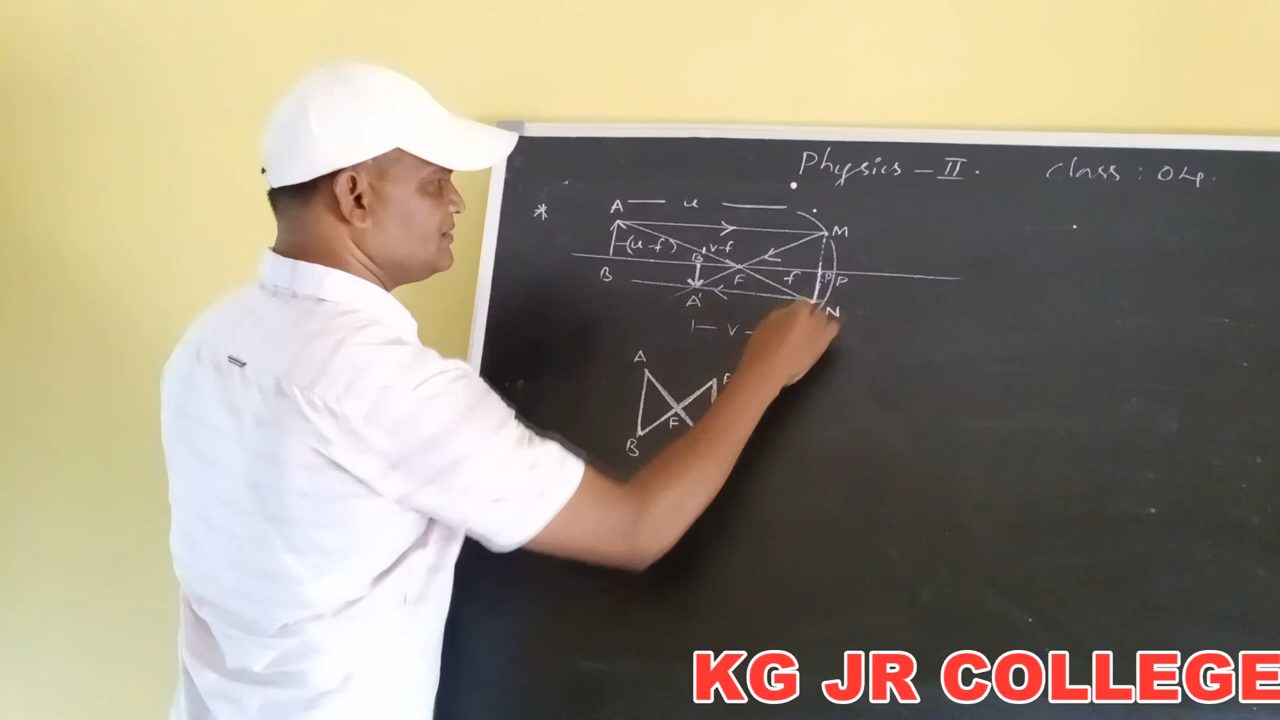 Physics - II. class : 04.
* A — u —
M
-(u-f) v-f
B
B F f P P
A'
N
|— v -
A
F
B
KG JR COLLEGE